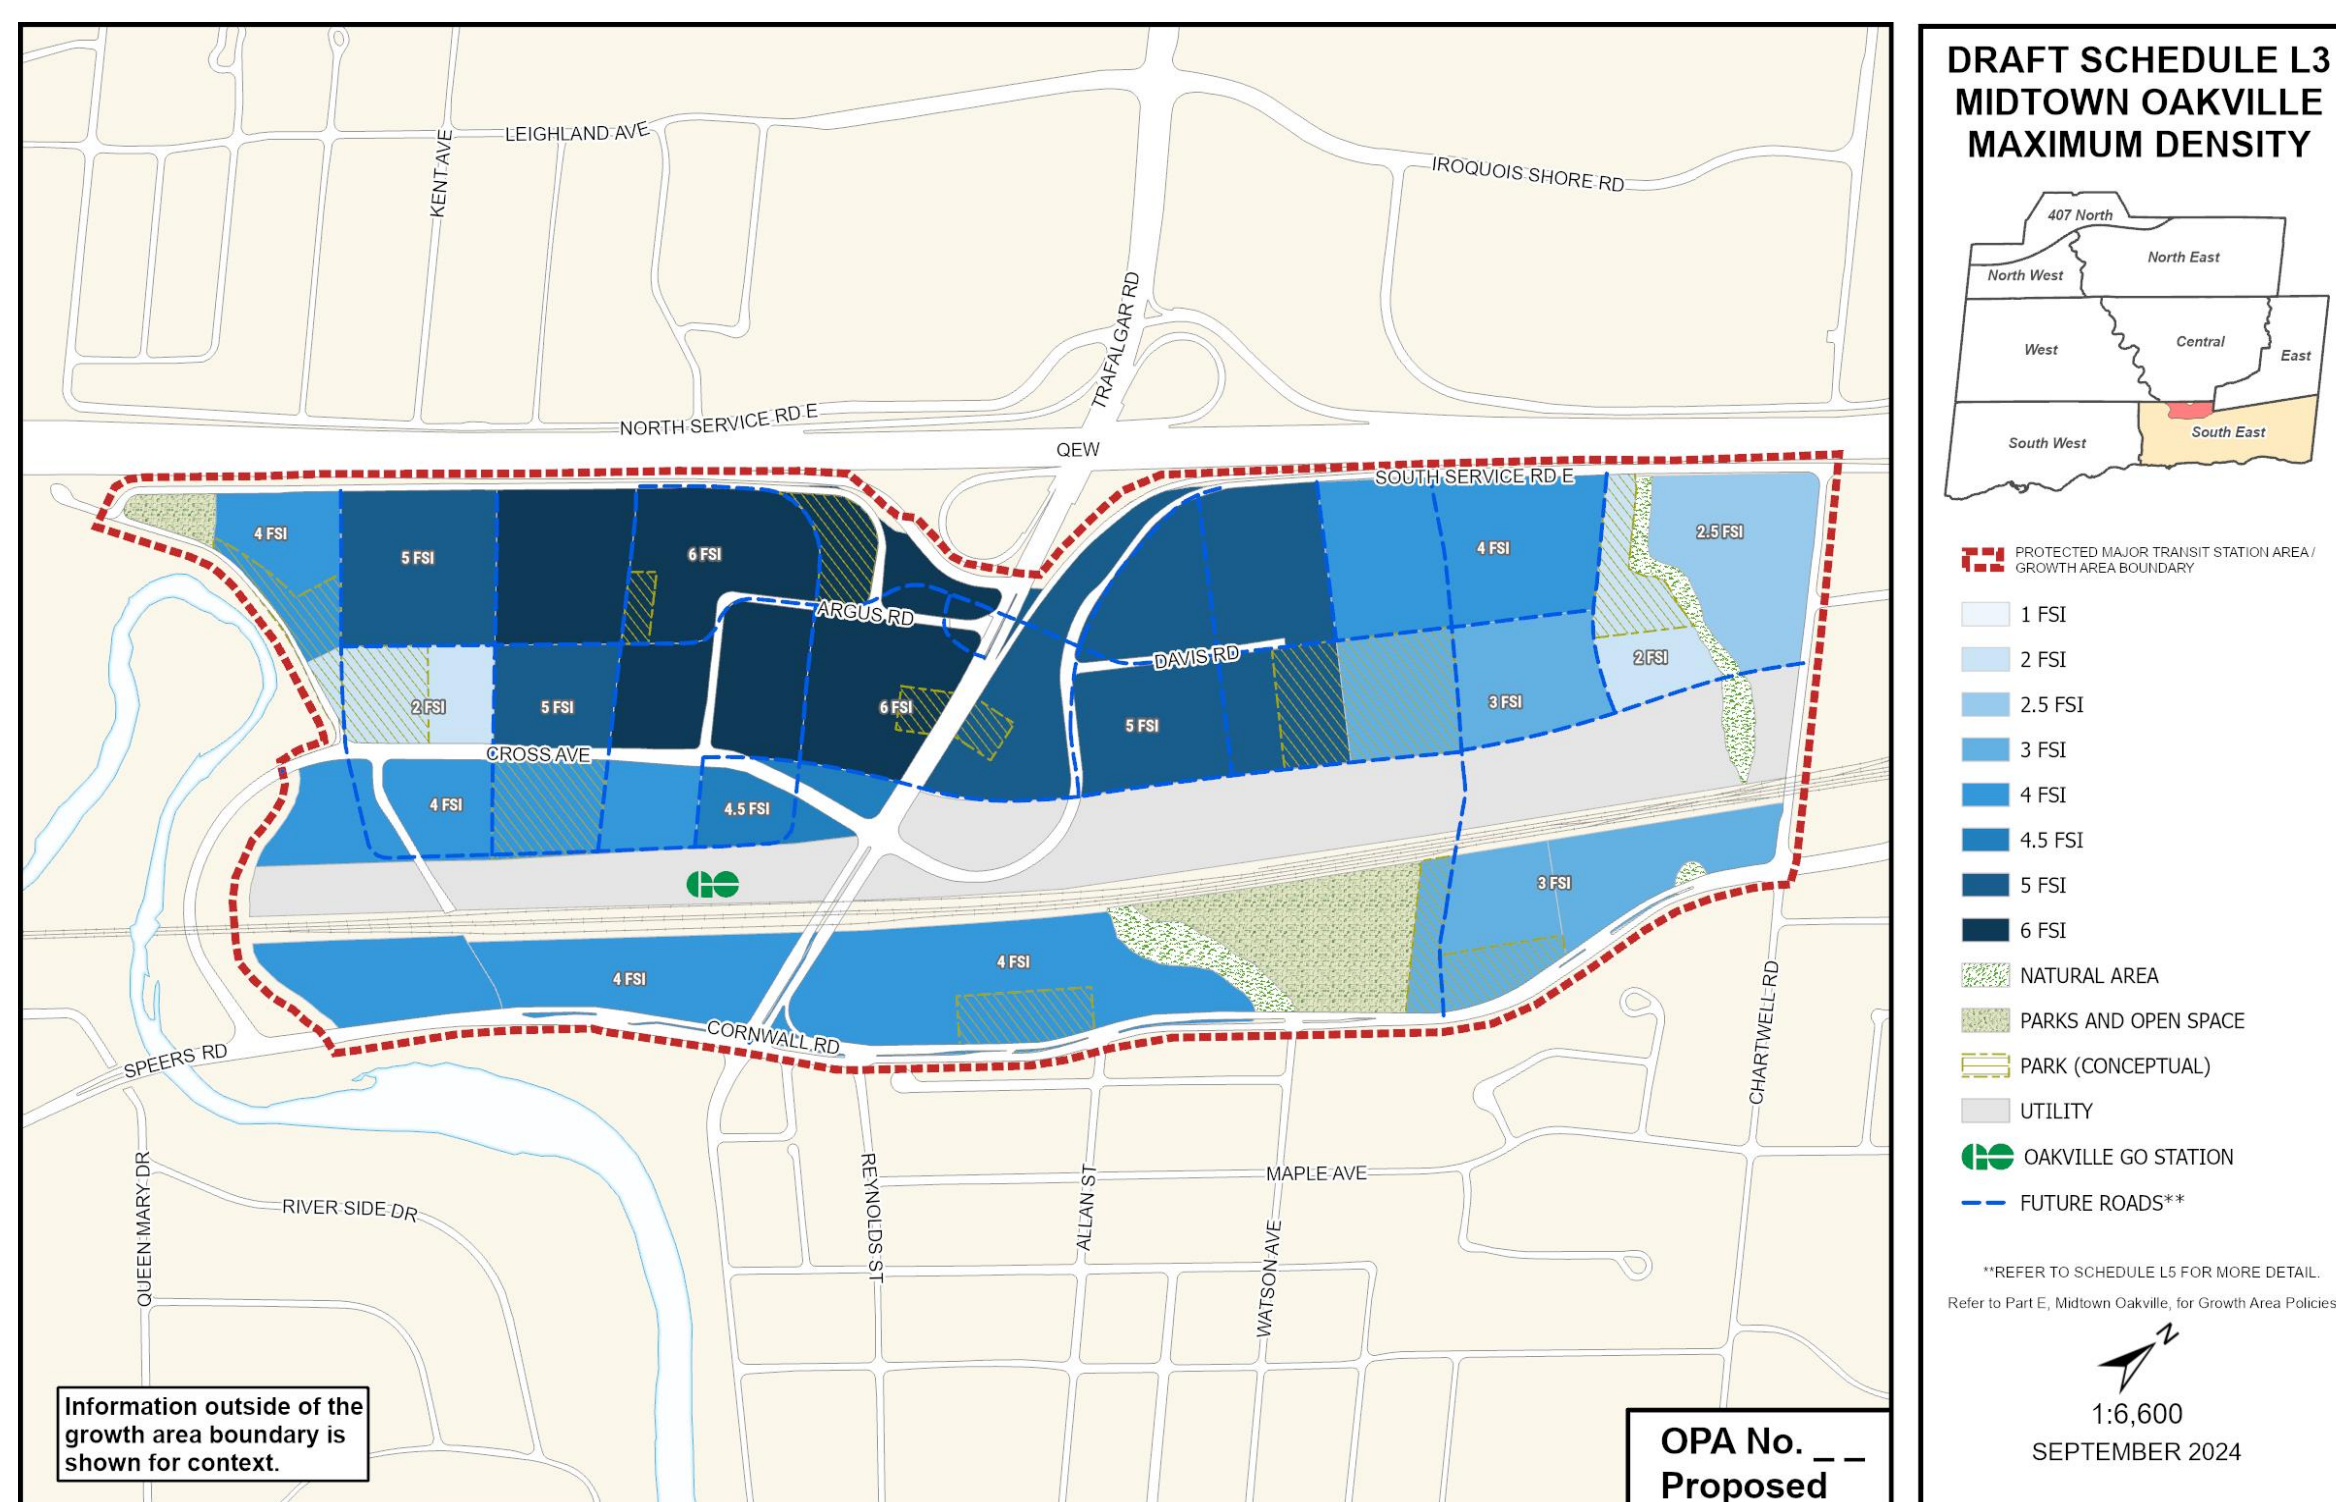 LEIGHLAND AVE
KENT AVE
IROQUOIS SHORE RD
TRAFALGAR RD
NORTH SERVICE RD E
QEW
SOUTH SERVICE RD E
4 FSI
5 FSI
6 FSI
4 FSI
2.5 FSI
ARGUS RD
DAVIS RD
2 FSI
2 FSI
5 FSI
6 FSI
5 FSI
3 FSI
CROSS AVE
4 FSI
4.5 FSI
3 FSI
4 FSI
4 FSI
CORNWALL RD
SPEERS RD
CHARTWELL RD
QUEEN MARY DR
RIVER SIDE DR
REYNOLDS ST
ALLAN ST
WATSON AVE
MAPLE AVE
Information outside of the
growth area boundary is
shown for context.
OPA No. _ _
Proposed
DRAFT SCHEDULE L3
MIDTOWN OAKVILLE
MAXIMUM DENSITY
407 North
North West
North East
West
Central
East
South West
South East
PROTECTED MAJOR TRANSIT STATION AREA /
GROWTH AREA BOUNDARY
1 FSI
2 FSI
2.5 FSI
3 FSI
4 FSI
4.5 FSI
5 FSI
6 FSI
NATURAL AREA
PARKS AND OPEN SPACE
PARK (CONCEPTUAL)
UTILITY
OAKVILLE GO STATION
FUTURE ROADS**
**REFER TO SCHEDULE L5 FOR MORE DETAIL.
Refer to Part E, Midtown Oakville, for Growth Area Policies
N
1:6,600
SEPTEMBER 2024